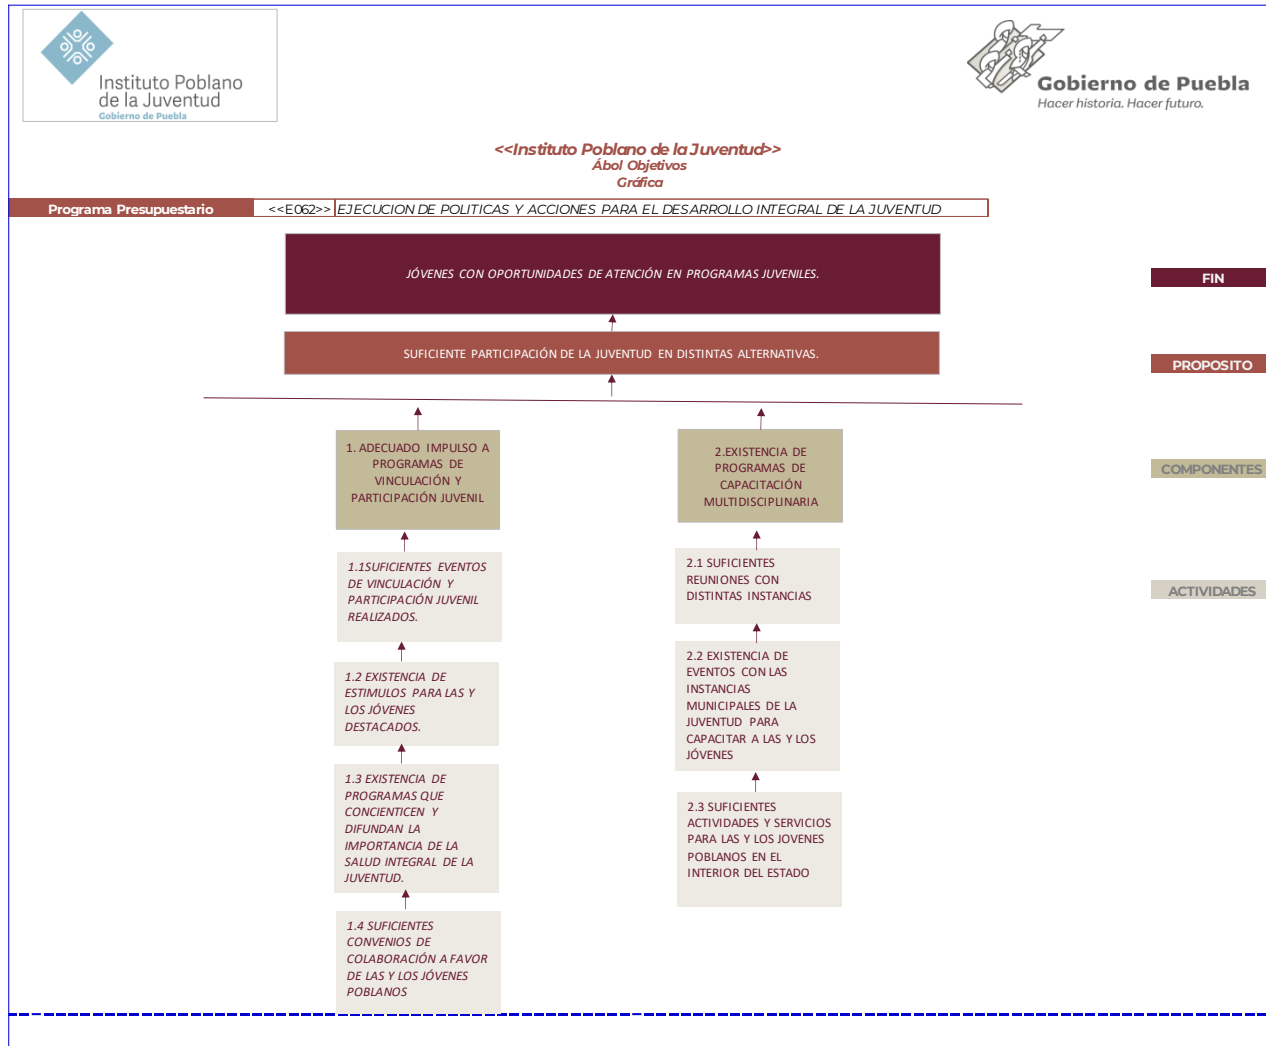 Instituto Poblano
de la Juventud
Gobierno de Puebla
Gobierno de Puebla
Hacer historia. Hacer futuro.
<<Instituto Poblano de la Juventud>>
Ábol Objetivos
Gráfica
Programa Presupuestario <<E062>> EJECUCION DE POLITICAS Y ACCIONES PARA EL DESARROLLO INTEGRAL DE LA JUVENTUD
JÓVENES CON OPORTUNIDADES DE ATENCIÓN EN PROGRAMAS JUVENILES.
FIN
SUFICIENTE PARTICIPACIÓN DE LA JUVENTUD EN DISTINTAS ALTERNATIVAS.
PROPOSITO
1. ADECUADO IMPULSO A
PROGRAMAS DE
VINCULACIÓN Y
PARTICIPACIÓN JUVENIL
2.EXISTENCIA DE
PROGRAMAS DE
CAPACITACIÓN
MULTIDISCIPLINARIA
COMPONENTES
1.1SUFICIENTES EVENTOS
DE VINCULACIÓN Y
PARTICIPACIÓN JUVENIL
REALIZADOS.
2.1 SUFICIENTES
REUNIONES CON
DISTINTAS INSTANCIAS
ACTIVIDADES
1.2 EXISTENCIA DE
ESTIMULOS PARA LAS Y
LOS JÓVENES
DESTACADOS.
2.2 EXISTENCIA DE
EVENTOS CON LAS
INSTANCIAS
MUNICIPALES DE LA
JUVENTUD PARA
CAPACITAR A LAS Y LOS
JÓVENES
1.3 EXISTENCIA DE
PROGRAMAS QUE
CONCIENTICEN Y
DIFUNDAN LA
IMPORTANCIA DE LA
SALUD INTEGRAL DE LA
JUVENTUD.
2.3 SUFICIENTES
ACTIVIDADES Y SERVICIOS
PARA LAS Y LOS JOVENES
POBLANOS EN EL
INTERIOR DEL ESTADO
1.4 SUFICIENTES
CONVENIOS DE
COLABORACIÓN A FAVOR
DE LAS Y LOS JÓVENES
POBLANOS